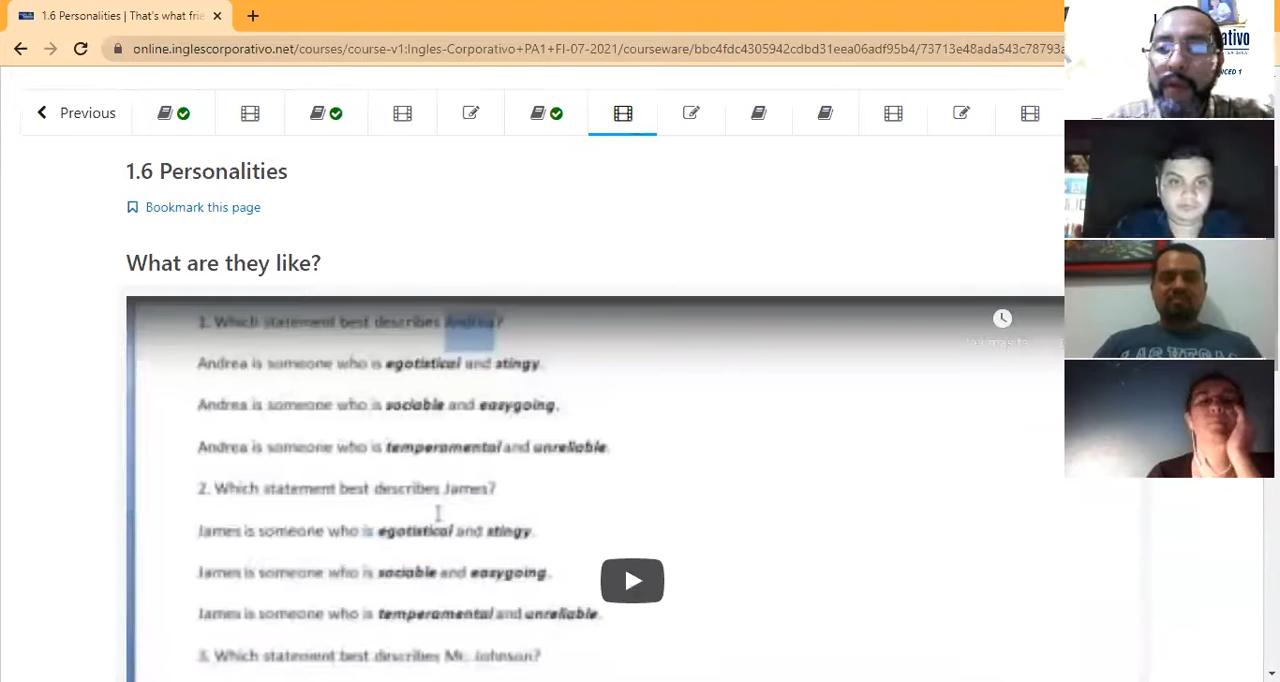 1.6 Personalities | That's what frie
online.inglescorporativo.net/courses/course-v1:Ingles-Corporativo+PA1+FI-07-2021/courseware/bbc4fdc4305942cdbd31eea06adf95b4/73713e48ada543c78793a
Previous
1.6 Personalities
Bookmark this page
What are they like?
1. Which statement best describes Andrea?
Andrea is someone who is egotistical and stingy.
Andrea is someone who is sociable and easygoing.
Andrea is someone who is temperamental and unreliable.
2. Which statement best describes James?
James is someone who is egotistical and stingy.
James is someone who is sociable and easygoing.
James is someone who is temperamental and unreliable.
3. Which statement best describes Mr. Johnson?